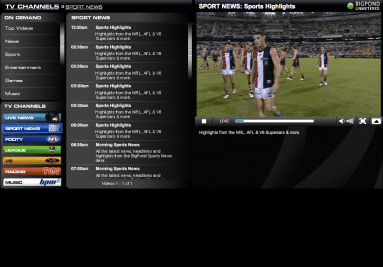 TV CHANNELS » SPORT NEWS
ON DEMAND
Top Videos
News
Sport
Entertainment
Games
Music
TV CHANNELS
LIVE NEWS
SPORT NEWS
FOOTY AFL
LEAGUE
V8
RACING
MUSIC bpm
SPORT NEWS
12:30am Sports Highlights
Highlights from the NRL, AFL & V8
Supercars & more.
02:30am Sports Highlights
Highlights from the NRL, AFL & V8
Supercars & more.
03:30am Sports Highlights
Highlights from the NRL, AFL & V8
Supercars & more.
05:00am Sports Highlights
Highlights from the NRL, AFL & V8
Supercars & more.
05:30am Sports Highlights
Highlights from the NRL, AFL & V8
Supercars & more.
06:00am Sports Highlights
Highlights from the NRL, AFL & V8
Supercars & more.
06:30am Morning Sports News
All the latest news, headlines and
highlights from the BigPond Sports News
desk.
07:00am Morning Sports News
All the latest news, headlines and
Videos 1 - 1 of 1
SPORT NEWS: Sports Highlights
BIGPOND
UNMETERED
LIVE
Highlights from the NRL, AFL & V8 Supercars & more.